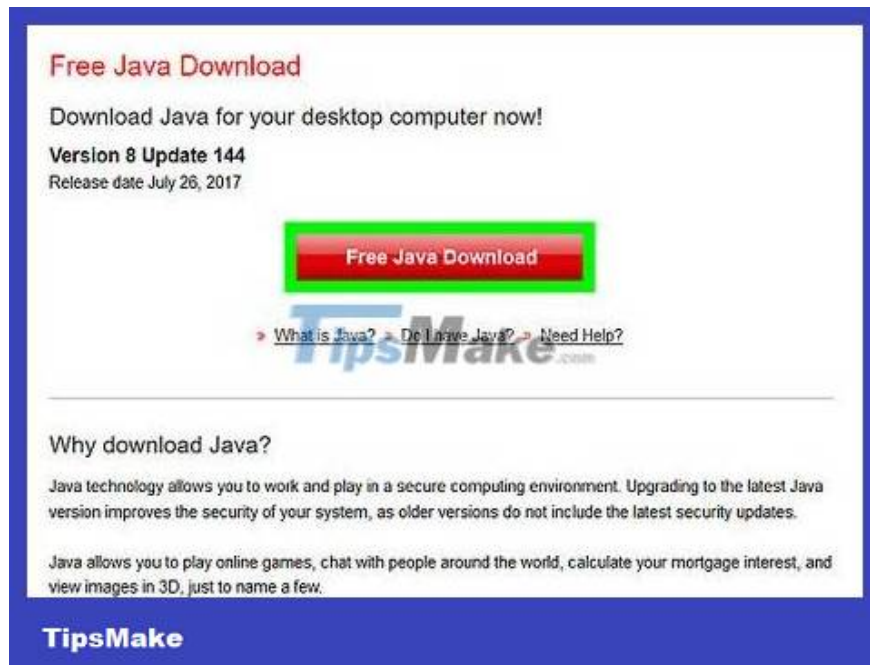 Free Java Download
Download Java for your desktop computer now!
Version 8 Update 144
Release date July 26, 2017
Free Java Download
» What is Java? » Do I have Java? » Need Help?
TipsMake.com
Why download Java?
Java technology allows you to work and play in a secure computing environment. Upgrading to the latest Java
version improves the security of your system, as older versions do not include the latest security updates.
Java allows you to play online games, chat with people around the world, calculate your mortgage interest, and
view images in 3D, just to name a few.
TipsMake